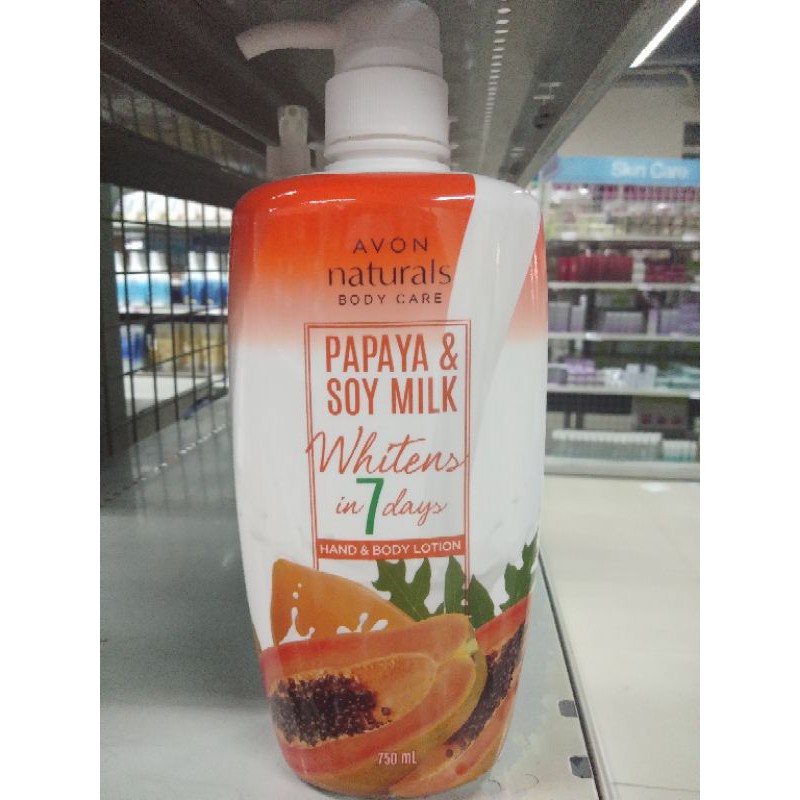 Skin Care
AVON
naturals
BODY CARE
PAPAYA &
SOY MILK
Whitens
in 7 days
HAND & BODY LOTION
750 mL